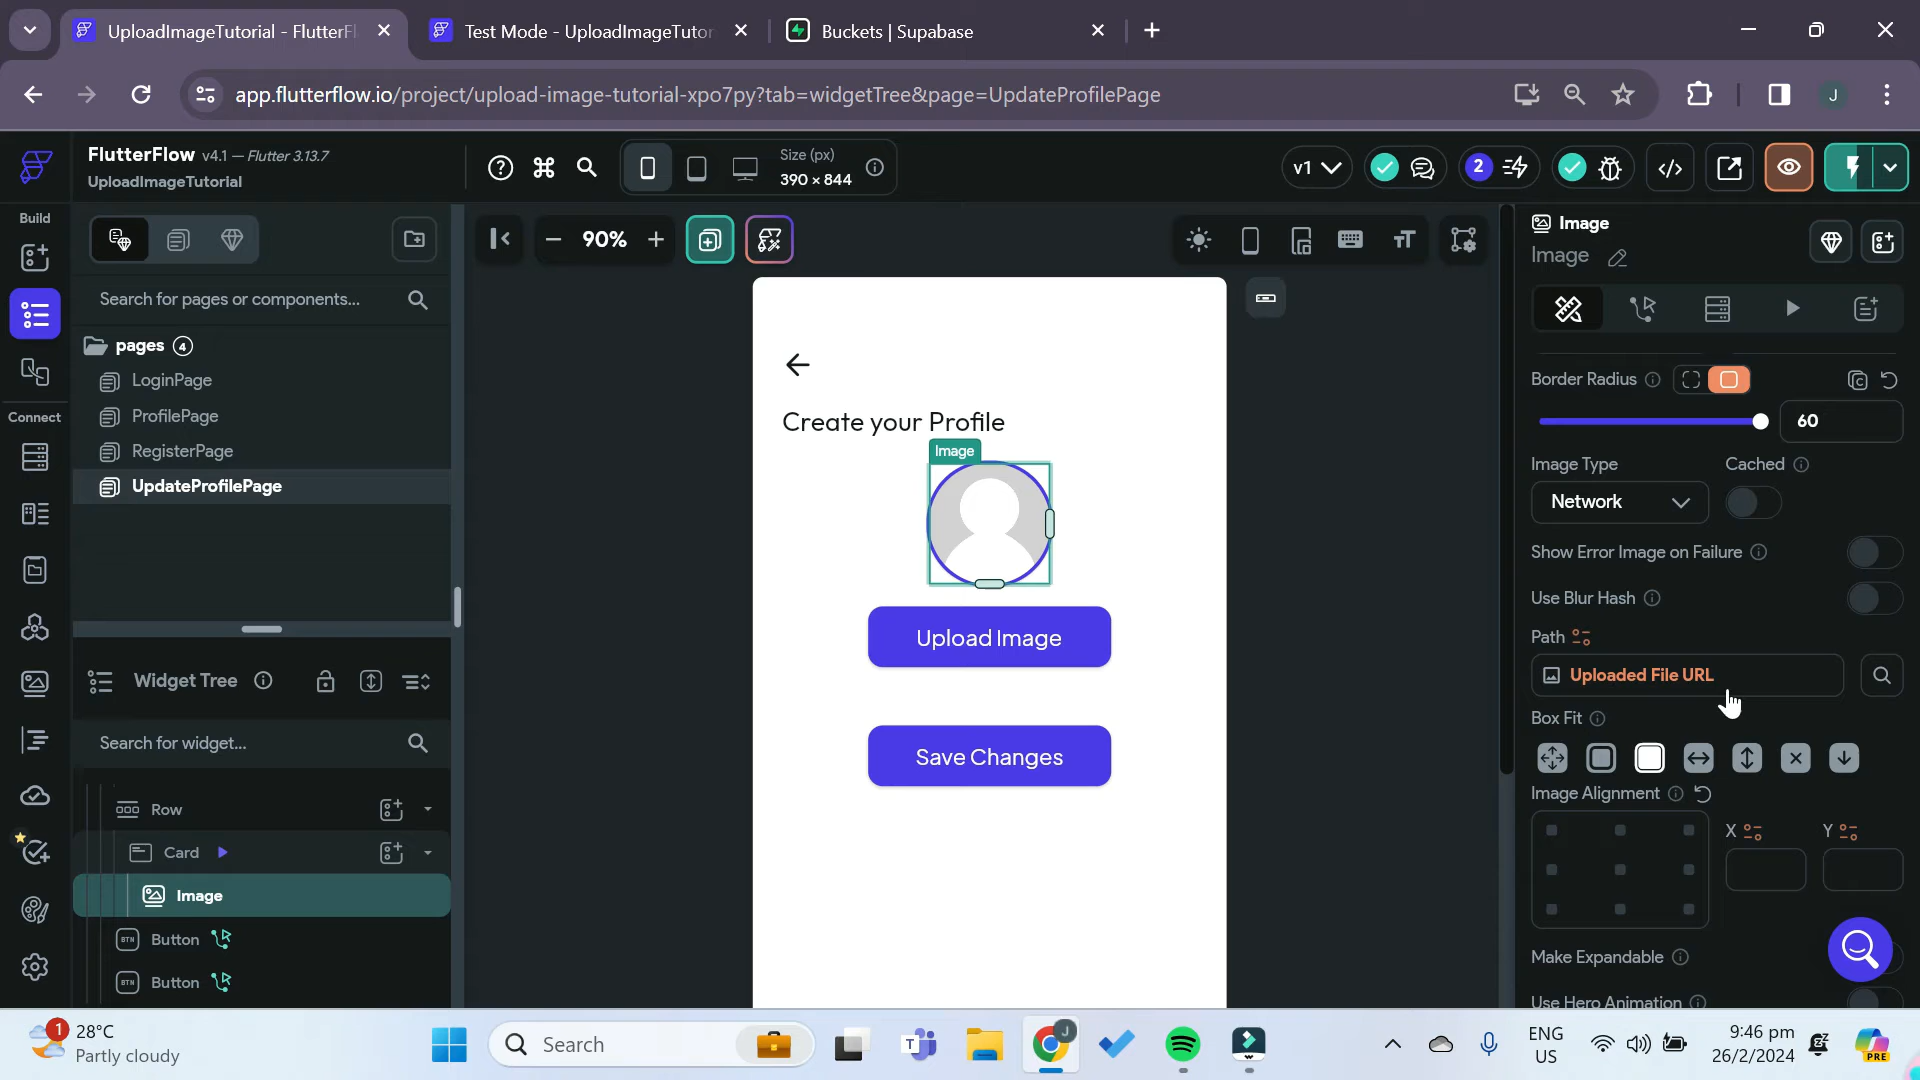 UploadImageTutorial - FlutterFl
Test Mode - UploadImageTutor
Buckets | Supabase
app.flutterflow.io/project/upload-image-tutorial-xpo7py?tab=widgetTree&page=UpdateProfilePage
J
FlutterFlow v4.1 — Flutter 3.13.7
UploadImageTutorial
Size (px)
390 × 844
v1
2
Build
Connect
90%
Search for pages or components...
pages 4
LoginPage
ProfilePage
RegisterPage
UpdateProfilePage
Widget Tree
Search for widget...
Row
Card
Image
BTN Button
BTN Button
Create your Profile
Image
Upload Image
Save Changes
Image
Image
Border Radius
60
Image Type
Cached
Network
Show Error Image on Failure
Use Blur Hash
Path
Uploaded File URL
Box Fit
Image Alignment
X
Y
Make Expandable
Use Hero Animation
1
28°C
Partly cloudy
Search
J
ENG
US
9:46 pm
26/2/2024
PRE